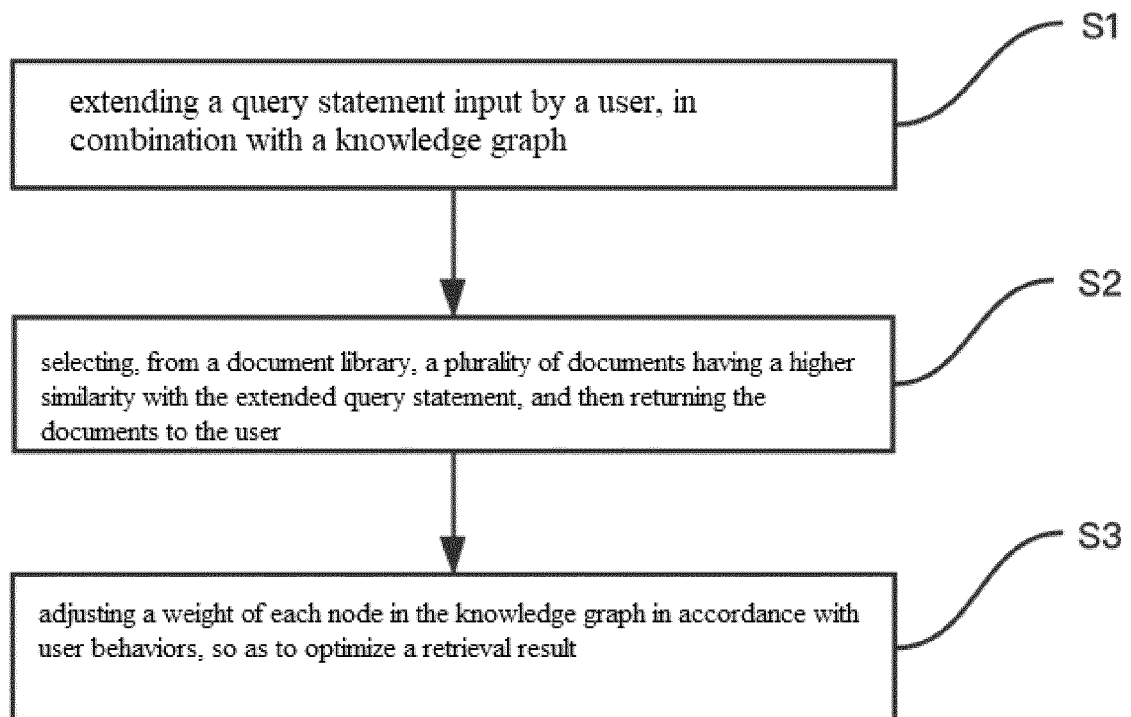 S1
extending a query statement input by a user, in
combination with a knowledge graph
S2
selecting, from a document library, a plurality of documents having a higher
similarity with the extended query statement, and then returning the
documents to the user
S3
adjusting a weight of each node in the knowledge graph in accordance with
user behaviors, so as to optimize a retrieval result